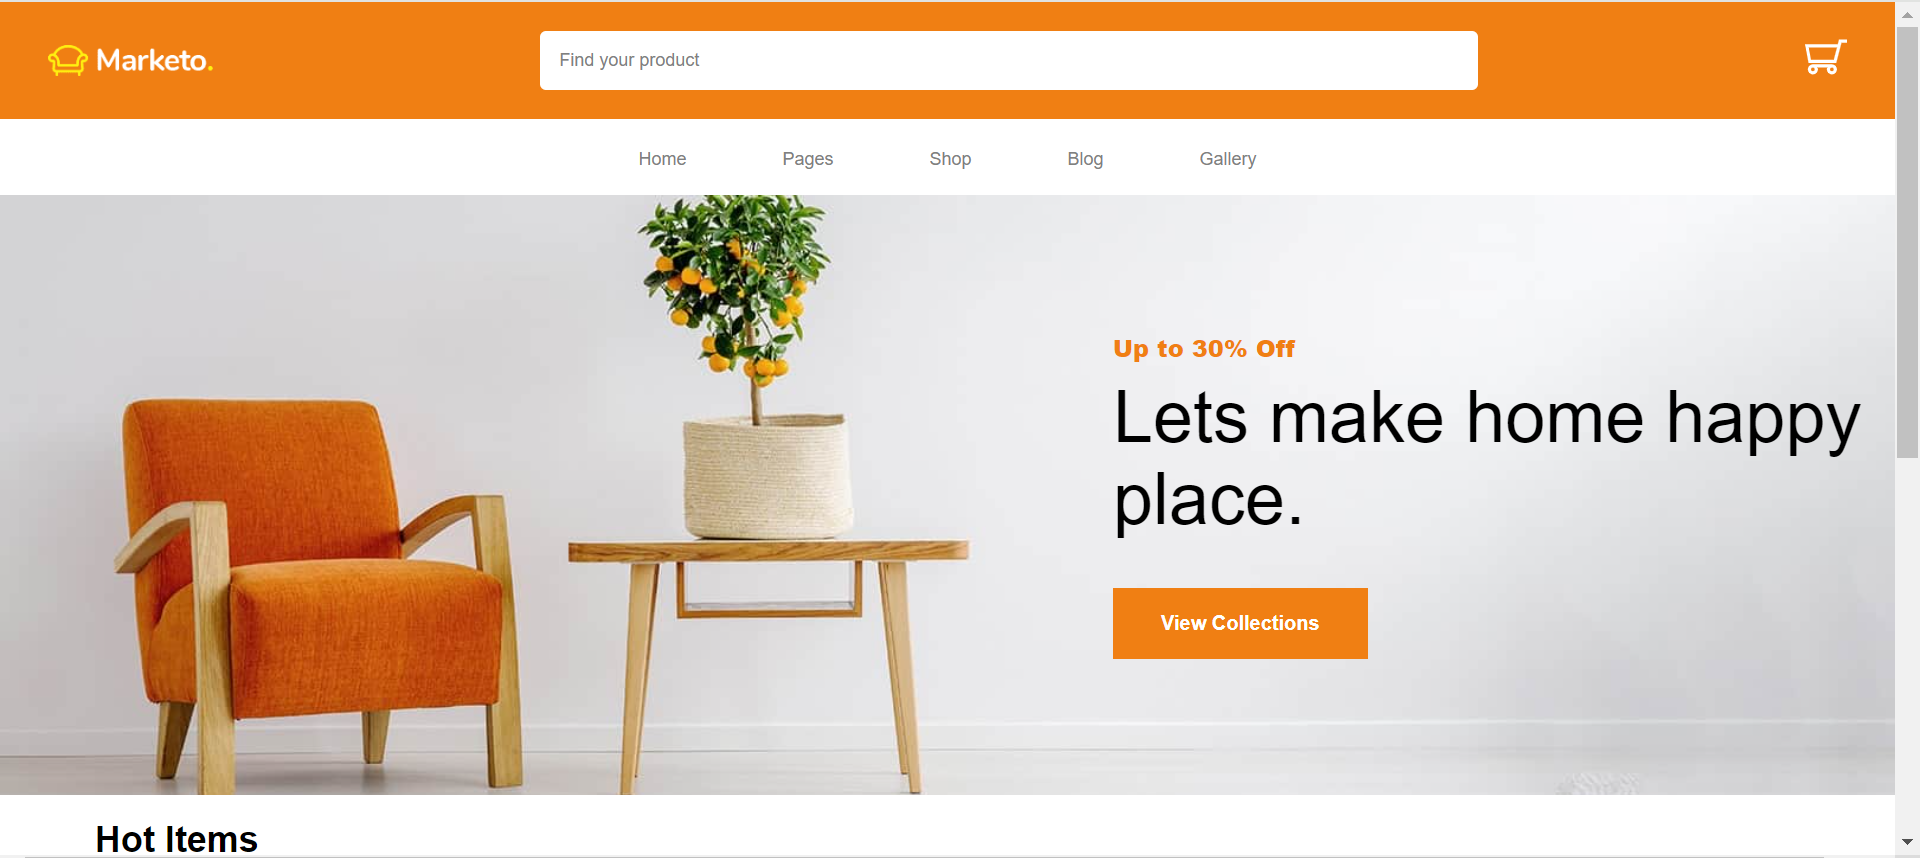 Marketo.
Find your product
Home Pages Shop Blog Gallery
Up to 30% Off
Lets make home happy
place.
View Collections
Hot Items